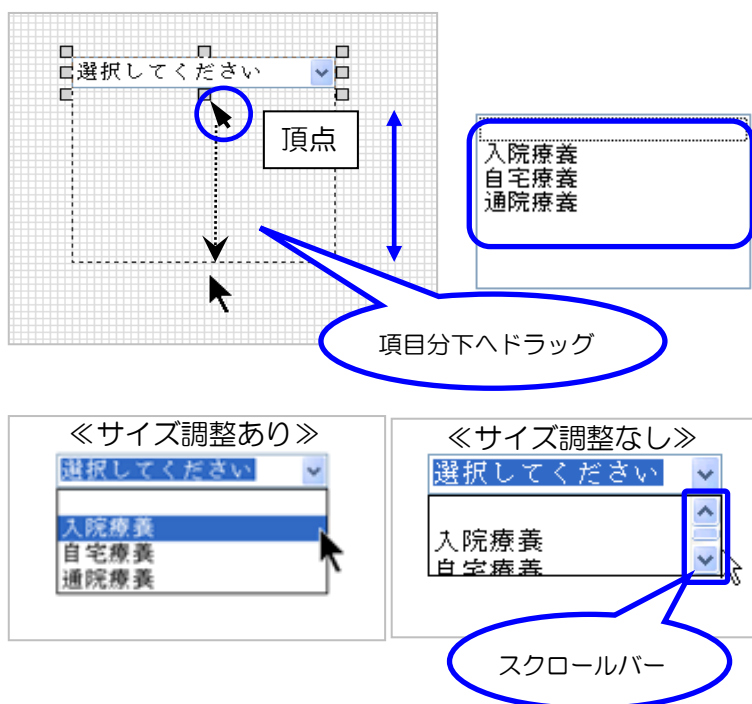 選択してください
頂点
入院療養
自宅療養
通院療養
項目分下へドラッグ
≪サイズ調整あり≫
選択してください
入院療養
自宅療養
通院療養
≪サイズ調整なし≫
選択してください
入院療養
自宅療養
スクロールバー